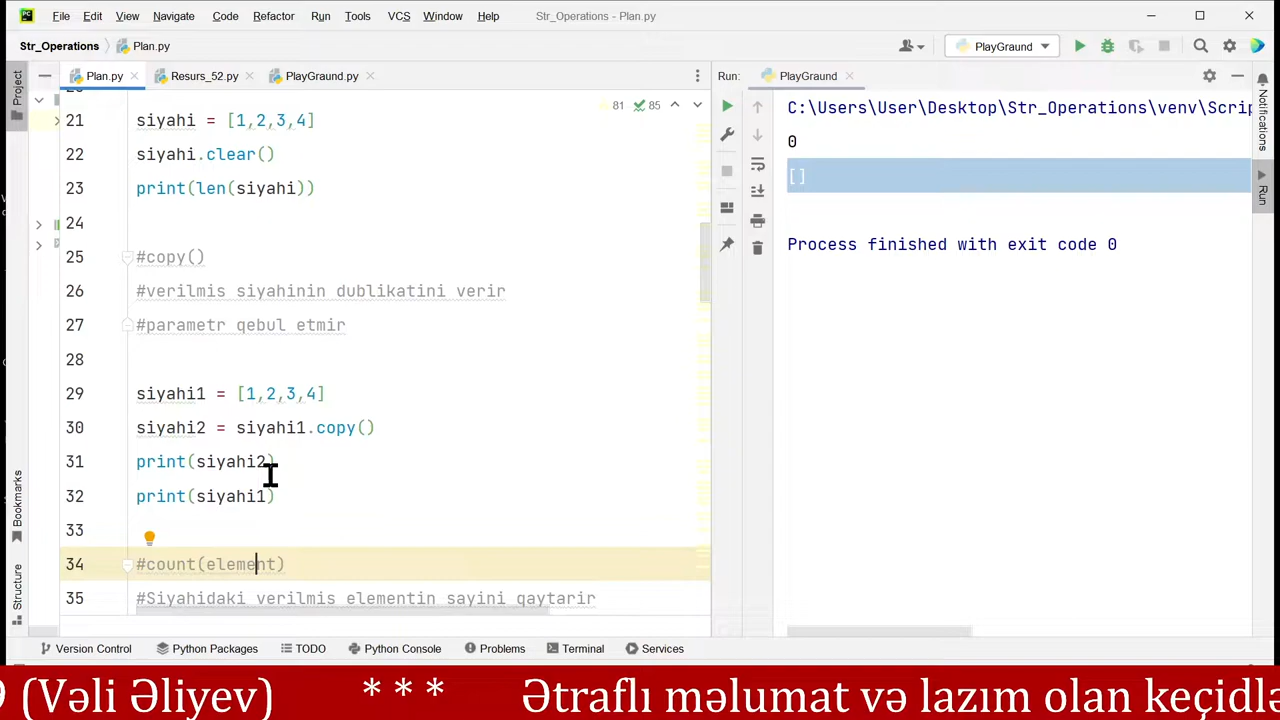 File Edit View Navigate Code Refactor Run Tools VCS Window Help Str_Operations - Plan.py
Str_Operations Plan.py PlayGround
Project
Plan.py Resurs_52.py PlayGround.py
81 85
21 siyahi = [1,2,3,4]
22 siyahi.clear()
23 print(len(siyahi))
24
25 #copy()
26 #verilmis siyahinin dublikatini verir
27 #parametr qebul etmir
28
29 siyahi1 = [1,2,3,4]
30 siyahi2 = siyahi1.copy()
31 print(siyahi2)
32 print(siyahi1)
33
34 #count(element)
35 #Siyahidaki verilmis elementin sayini qaytarir
Bookmarks
Structure
Run: PlayGround
C:\Users\User\Desktop\Str_Operations\venv\Scrip
0
[]
Process finished with exit code 0
Notifications
Run
Version Control Python Packages TODO Python Console Problems Terminal Services
(Vəli Əliyev) * * * Ətraflı məlumat və lazım olan keçidlə